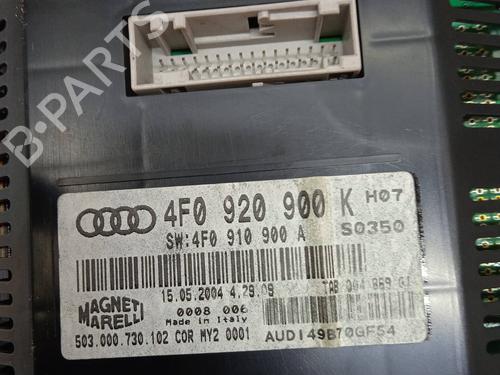 B-PARTS
4F0 920 900 K H07
SW:4F0 910 900 A S0350
15.05.2004 4.29.09
MAGNETI MARELLI
0008 006
Made in Italy
503.000.730.102 COR MY2 0001
AUDI49B70GF54